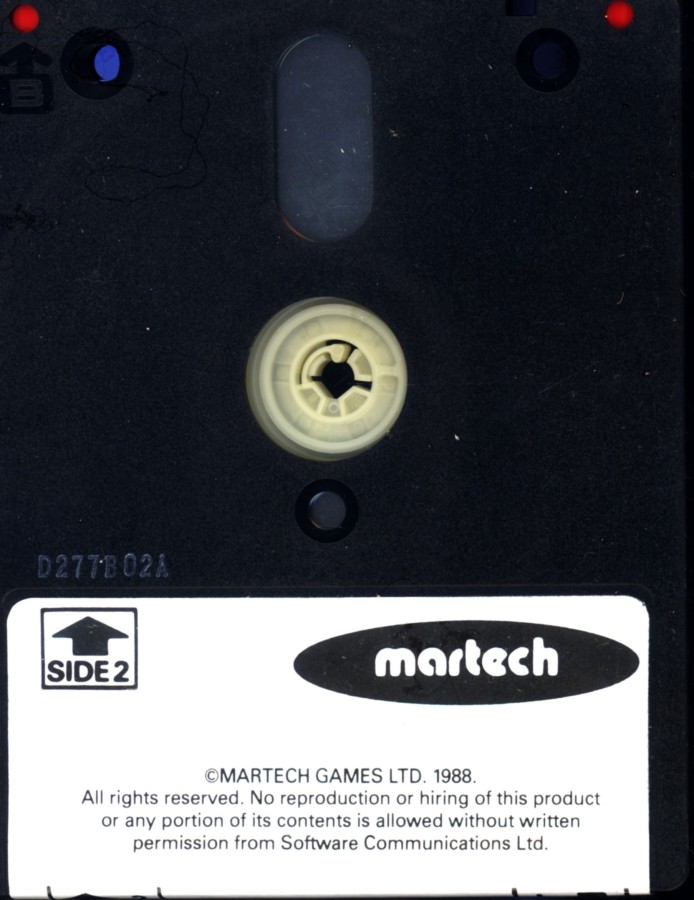 B
D277B02A
SIDE 2
martech
©MARTECH GAMES LTD. 1988.
All rights reserved. No reproduction or hiring of this product
or any portion of its contents is allowed without written
permission from Software Communications Ltd.